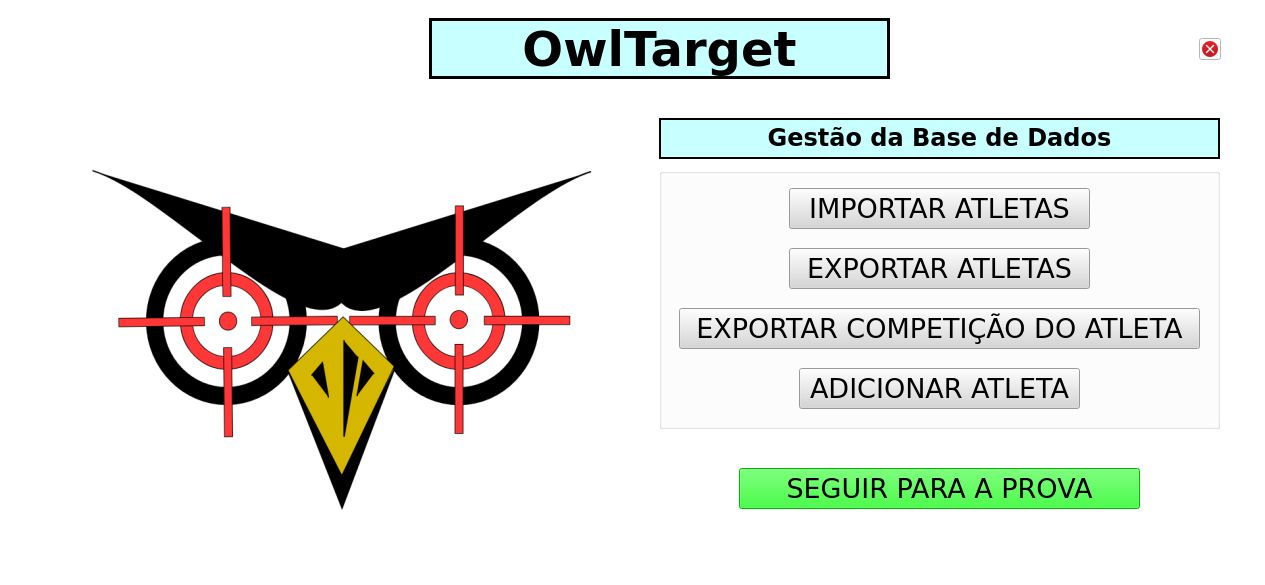 OwlTarget
Gestão da Base de Dados
IMPORTAR ATLETAS
EXPORTAR ATLETAS
EXPORTAR COMPETIÇÃO DO ATLETA
ADICIONAR ATLETA
SEGUIR PARA A PROVA